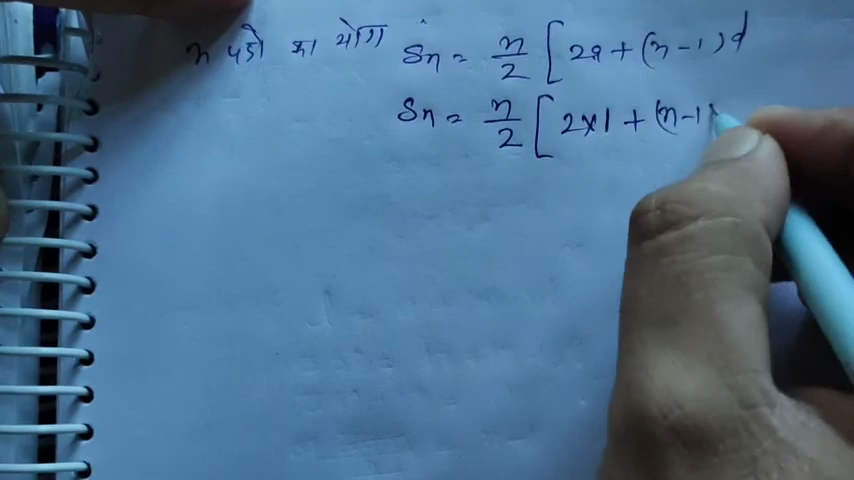 n पदो का योग Sn = n/2 [2a + (n-1)d
Sn = n/2 [2×1 + (n-1)